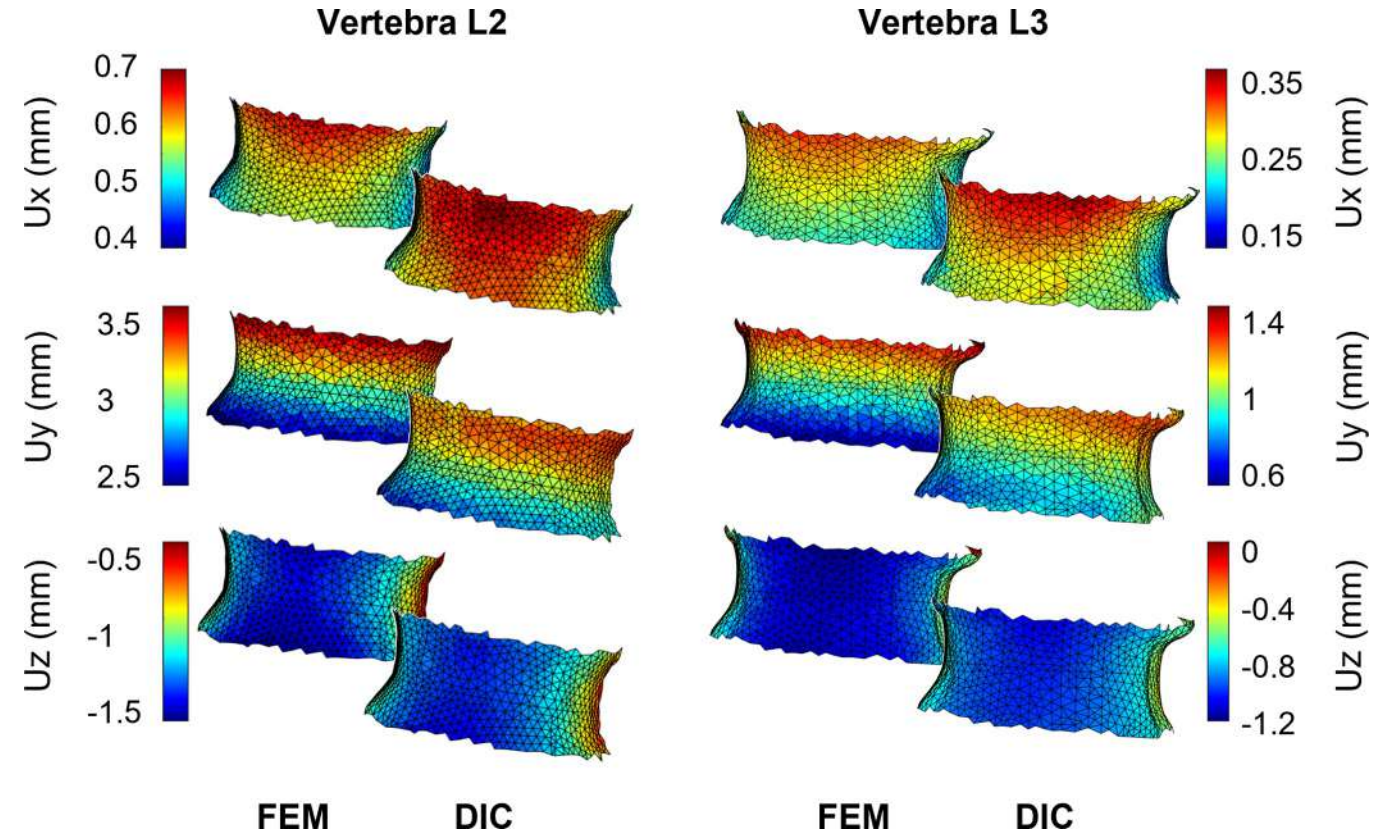 Vertebra L2
Vertebra L3
Ux (mm)
0.7
0.6
0.5
0.4
0.35
0.25
0.15
Ux (mm)
Uy (mm)
3.5
3
2.5
1.4
1
0.6
Uy (mm)
Uz (mm)
-0.5
-1
-1.5
0
-0.4
-0.8
-1.2
Uz (mm)
FEM DIC
FEM DIC